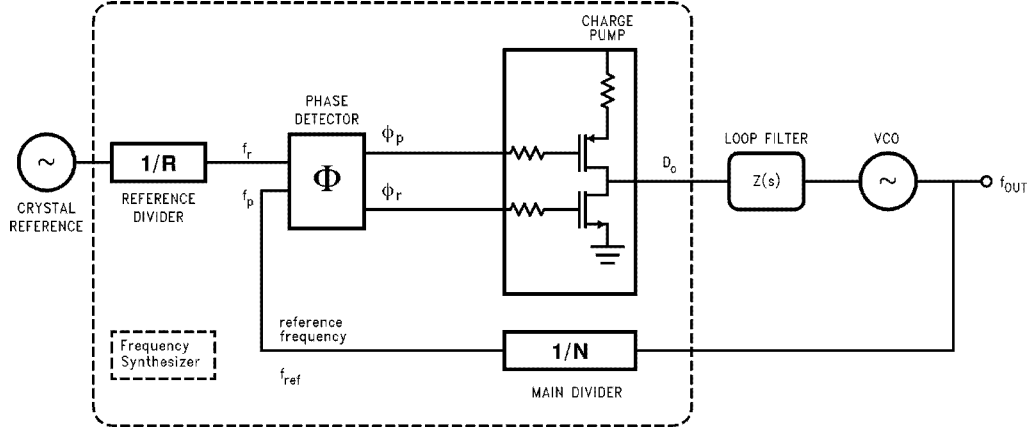 CHARGE
PUMP
PHASE
DETECTOR
ϕp
fr
1/R
Φ
fp
ϕr
Do
LOOP FILTER
Z(s)
VCO
~
fOUT
~
CRYSTAL
REFERENCE
REFERENCE
DIVIDER
reference
frequency
fref
1/N
MAIN DIVIDER
Frequency
Synthesizer